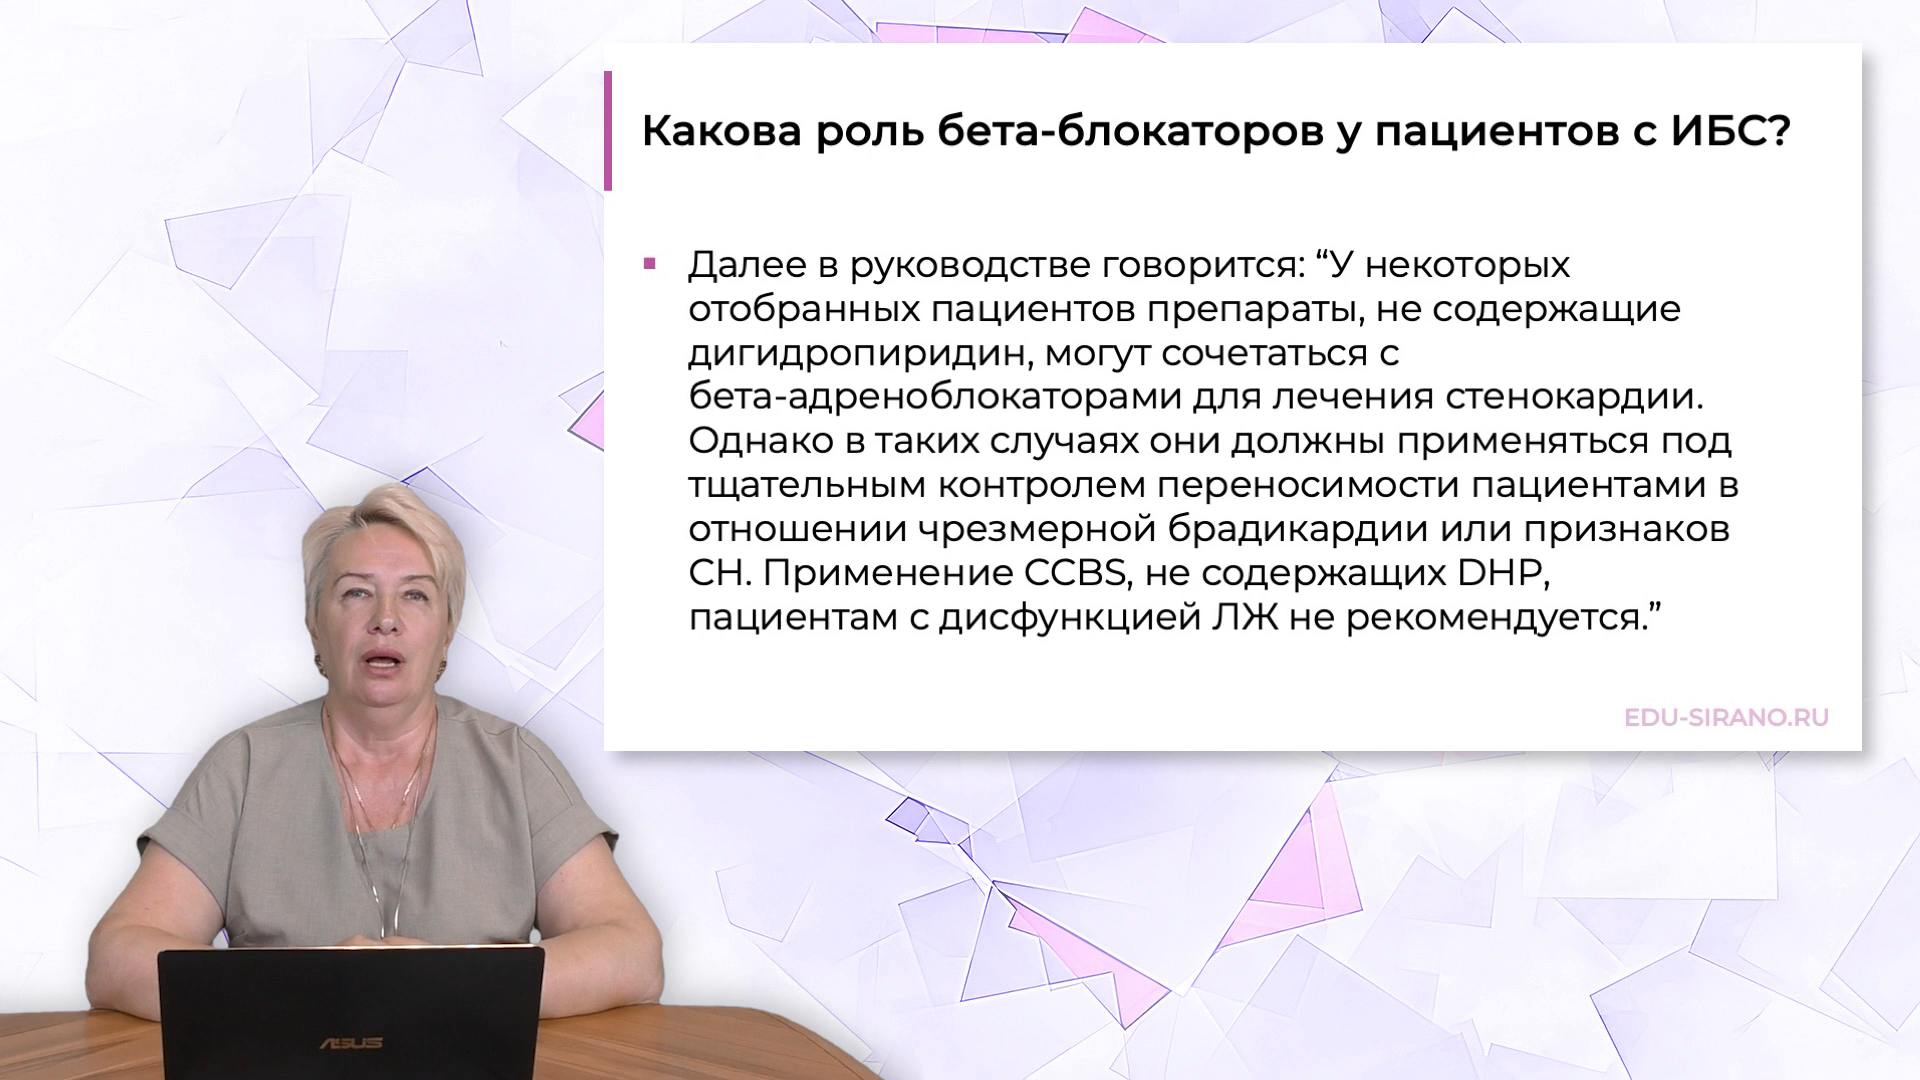 Какова роль бета-блокаторов у пациентов с ИБС?
▪ Далее в руководстве говорится: “У некоторых
отобранных пациентов препараты, не содержащие
дигидропиридин, могут сочетаться с
бета-адреноблокаторами для лечения стенокардии.
Однако в таких случаях они должны применяться под
тщательным контролем переносимости пациентами в
отношении чрезмерной брадикардии или признаков
СН. Применение CCBS, не содержащих DHP,
пациентам с дисфункцией ЛЖ не рекомендуется.”
EDU-SIRANO.RU
ASUS